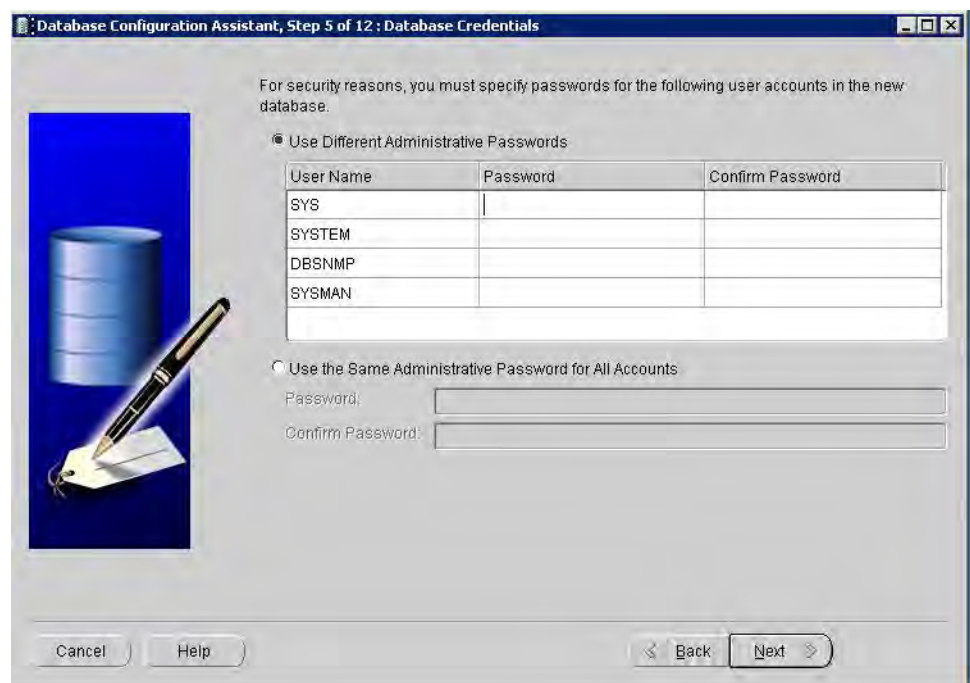 Database Configuration Assistant, Step 5 of 12 : Database Credentials
For security reasons, you must specify passwords for the following user accounts in the new
database.
Use Different Administrative Passwords
User Name Password Confirm Password
SYS
SYSTEM
DBSNMP
SYSMAN
Use the Same Administrative Password for All Accounts
Password:
Confirm Password:
Cancel Help Back Next